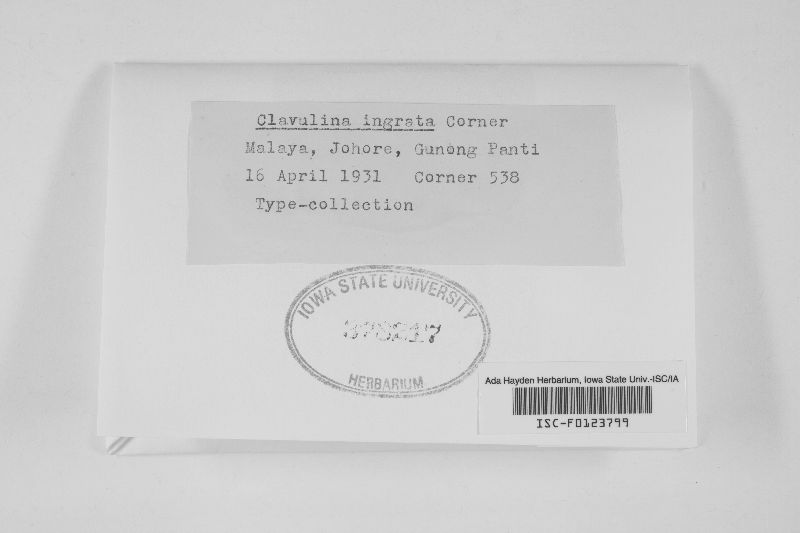 Clavulina ingrata Corner
Malaya, Johore, Gunong Panti
16 April 1931 Corner 538
Type-collection
IOWA STATE UNIVERSITY
HERBARIUM
Ada Hayden Herbarium, Iowa State Univ.-ISC/IA
ISC-F0123799